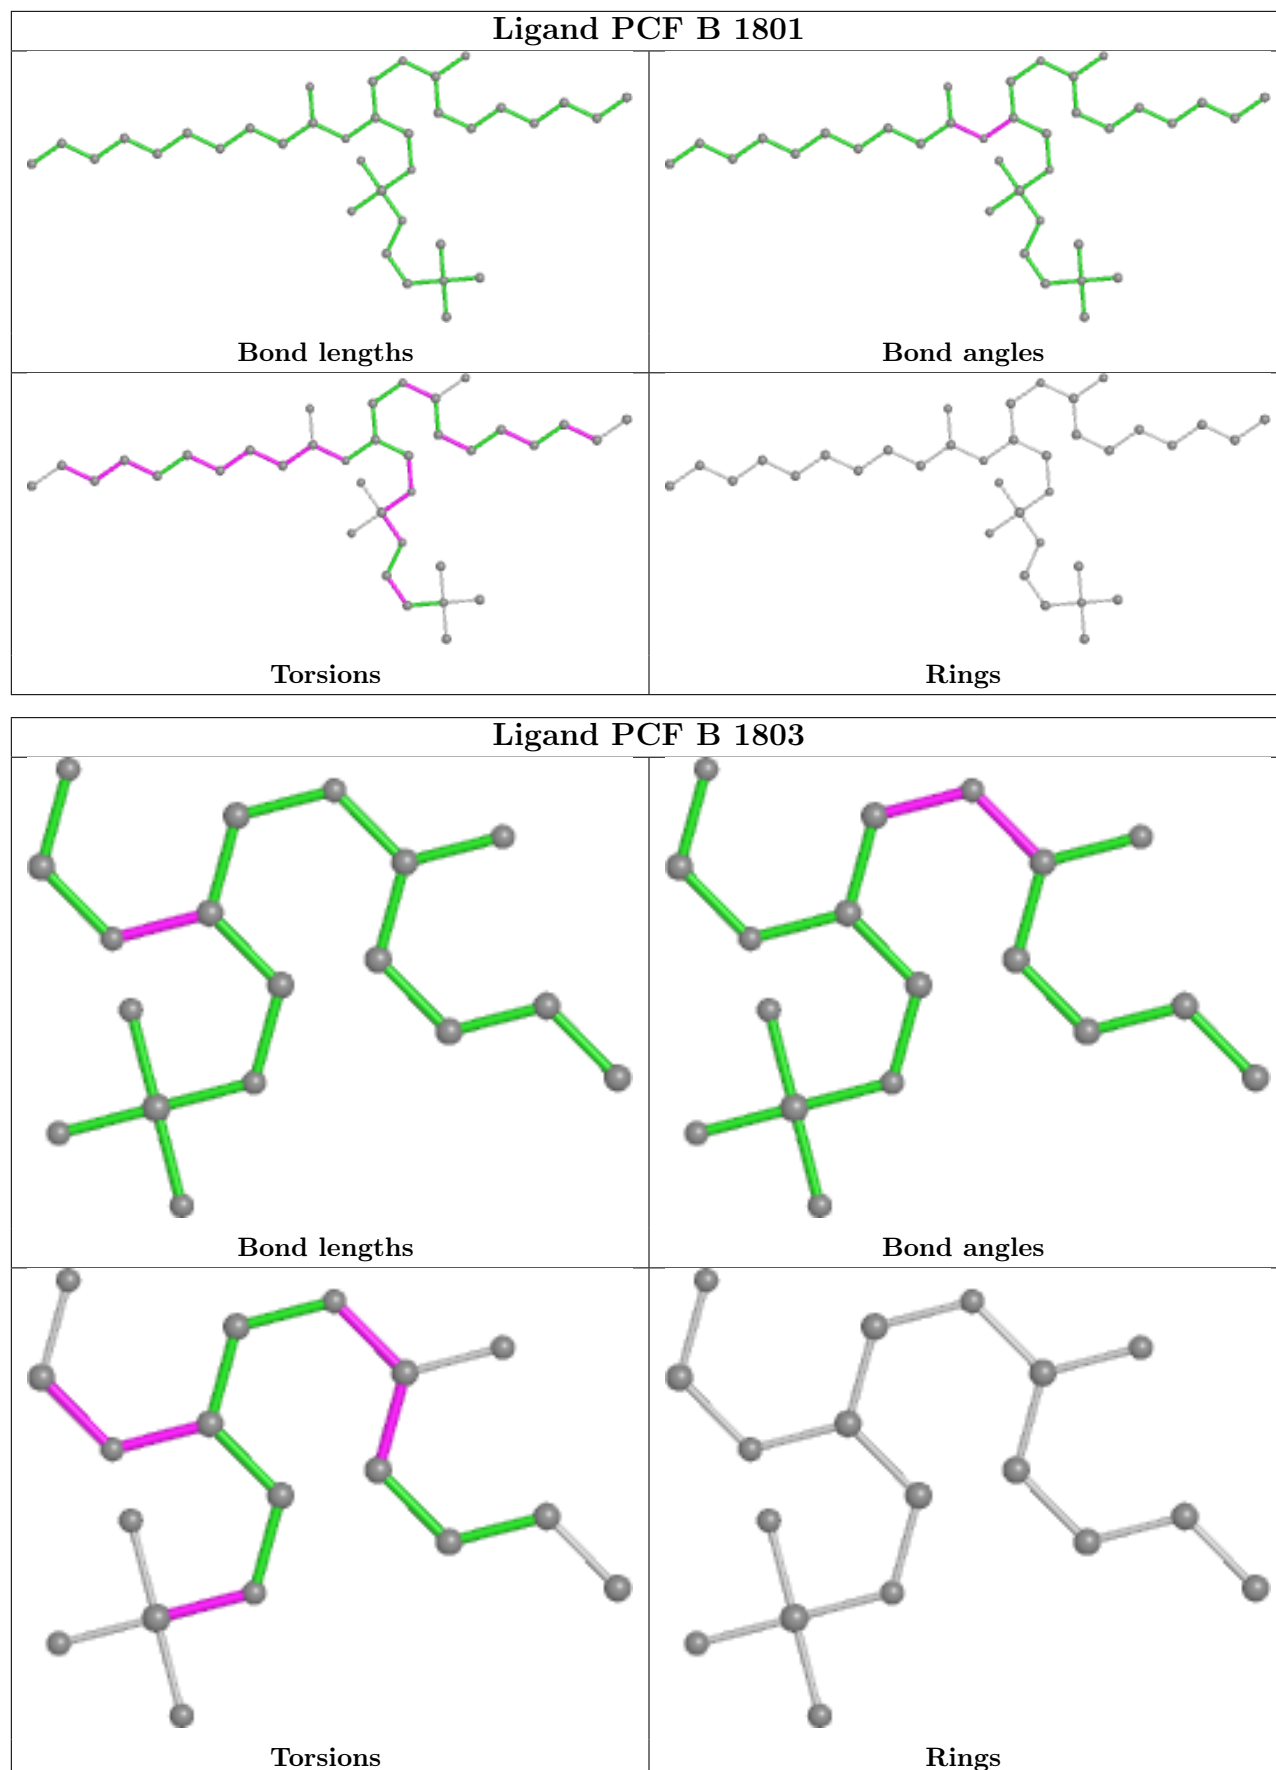 Ligand PCF B 1801
Bond lengths
Bond angles
Torsions
Rings
Ligand PCF B 1803
Bond lengths
Bond angles
Torsions
Rings